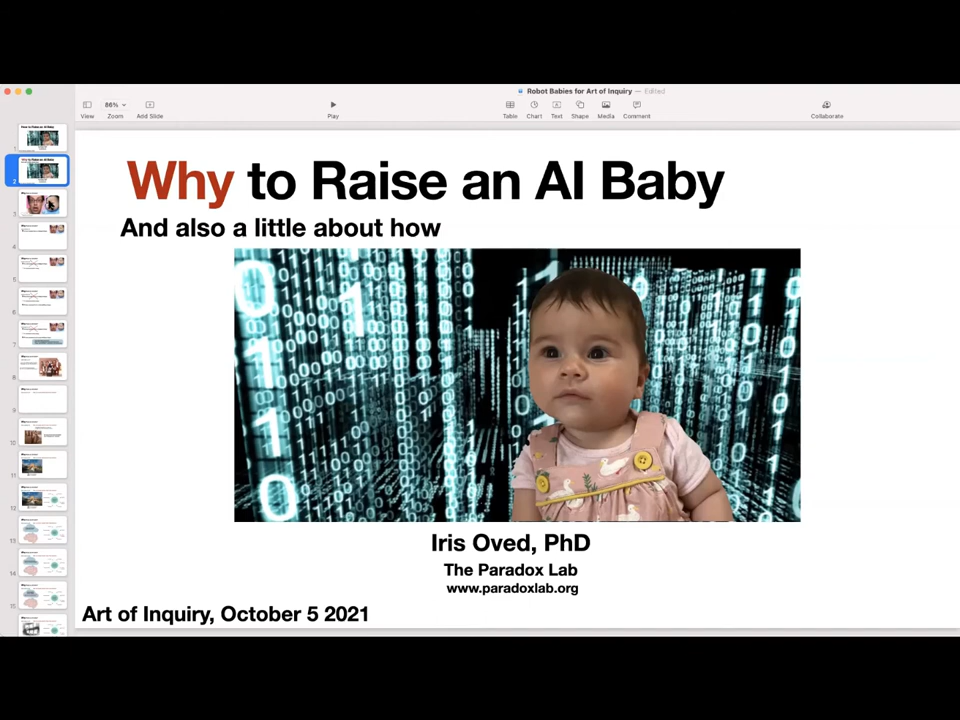 Robot Babies for Art of Inquiry — Edited
86%
View Zoom Add Slide Play Table Chart Text Shape Media Comment Collaborate
Why to Raise an AI Baby
And also a little about how
Iris Oved, PhD
The Paradox Lab
www.paradoxlab.org
Art of Inquiry, October 5 2021